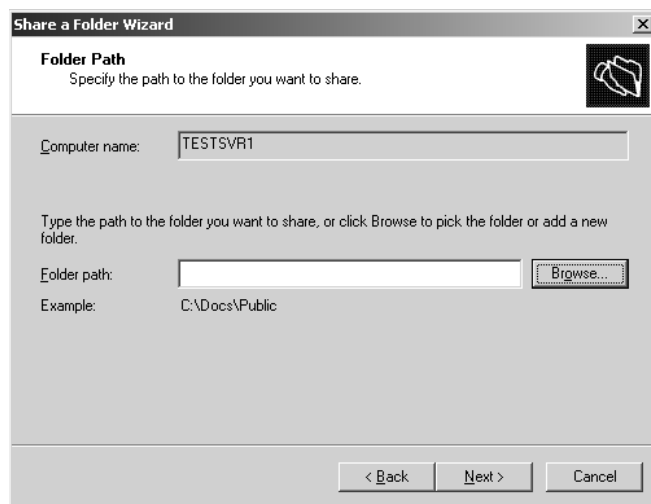 Share a Folder Wizard
Folder Path
Specify the path to the folder you want to share.
Computer name: TESTSVR1
Type the path to the folder you want to share, or click Browse to pick the folder or add a new
folder.
Folder path: Browse...
Example: C:\Docs\Public
< Back Next > Cancel